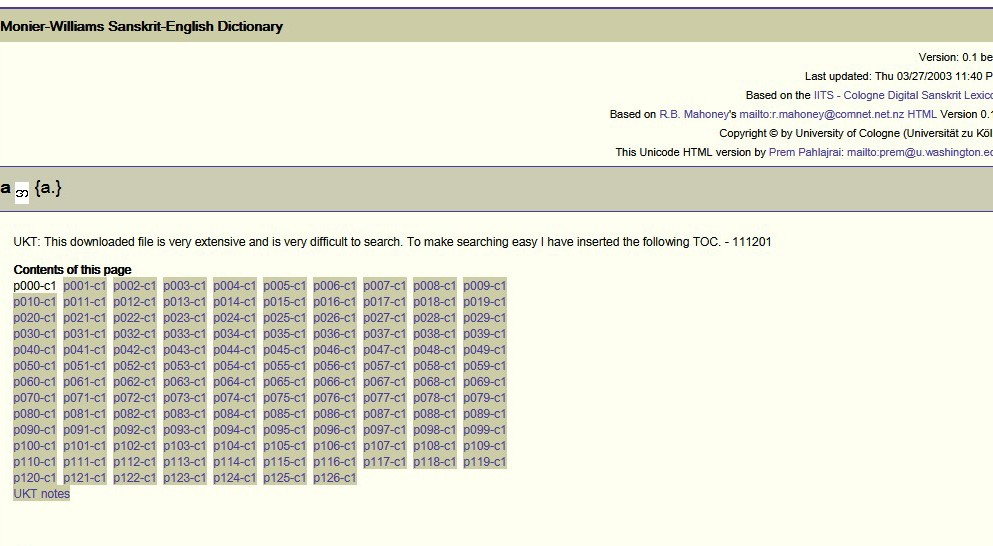 Monier-Williams Sanskrit-English Dictionary
Version: 0.1 be
Last updated: Thu 03/27/2003 11:40 P
Based on the IITS - Cologne Digital Sanskrit Lexico
Based on R.B. Mahoney's mailto:r.mahoney@comnet.net.nz HTML Version 0.1
Copyright © by University of Cologne (Universität zu Köl
This Unicode HTML version by Prem Pahlajrai: mailto:prem@u.washington.ed
a အ {a.}
UKT: This downloaded file is very extensive and is very difficult to search. To make searching easy I have inserted the following TOC. - 111201
Contents of this page
p000-c1 p001-c1 p002-c1 p003-c1 p004-c1 p005-c1 p006-c1 p007-c1 p008-c1 p009-c1
p010-c1 p011-c1 p012-c1 p013-c1 p014-c1 p015-c1 p016-c1 p017-c1 p018-c1 p019-c1
p020-c1 p021-c1 p022-c1 p023-c1 p024-c1 p025-c1 p026-c1 p027-c1 p028-c1 p029-c1
p030-c1 p031-c1 p032-c1 p033-c1 p034-c1 p035-c1 p036-c1 p037-c1 p038-c1 p039-c1
p040-c1 p041-c1 p042-c1 p043-c1 p044-c1 p045-c1 p046-c1 p047-c1 p048-c1 p049-c1
p050-c1 p051-c1 p052-c1 p053-c1 p054-c1 p055-c1 p056-c1 p057-c1 p058-c1 p059-c1
p060-c1 p061-c1 p062-c1 p063-c1 p064-c1 p065-c1 p066-c1 p067-c1 p068-c1 p069-c1
p070-c1 p071-c1 p072-c1 p073-c1 p074-c1 p075-c1 p076-c1 p077-c1 p078-c1 p079-c1
p080-c1 p081-c1 p082-c1 p083-c1 p084-c1 p085-c1 p086-c1 p087-c1 p088-c1 p089-c1
p090-c1 p091-c1 p092-c1 p093-c1 p094-c1 p095-c1 p096-c1 p097-c1 p098-c1 p099-c1
p100-c1 p101-c1 p102-c1 p103-c1 p104-c1 p105-c1 p106-c1 p107-c1 p108-c1 p109-c1
p110-c1 p111-c1 p112-c1 p113-c1 p114-c1 p115-c1 p116-c1 p117-c1 p118-c1 p119-c1
p120-c1 p121-c1 p122-c1 p123-c1 p124-c1 p125-c1 p126-c1
UKT notes